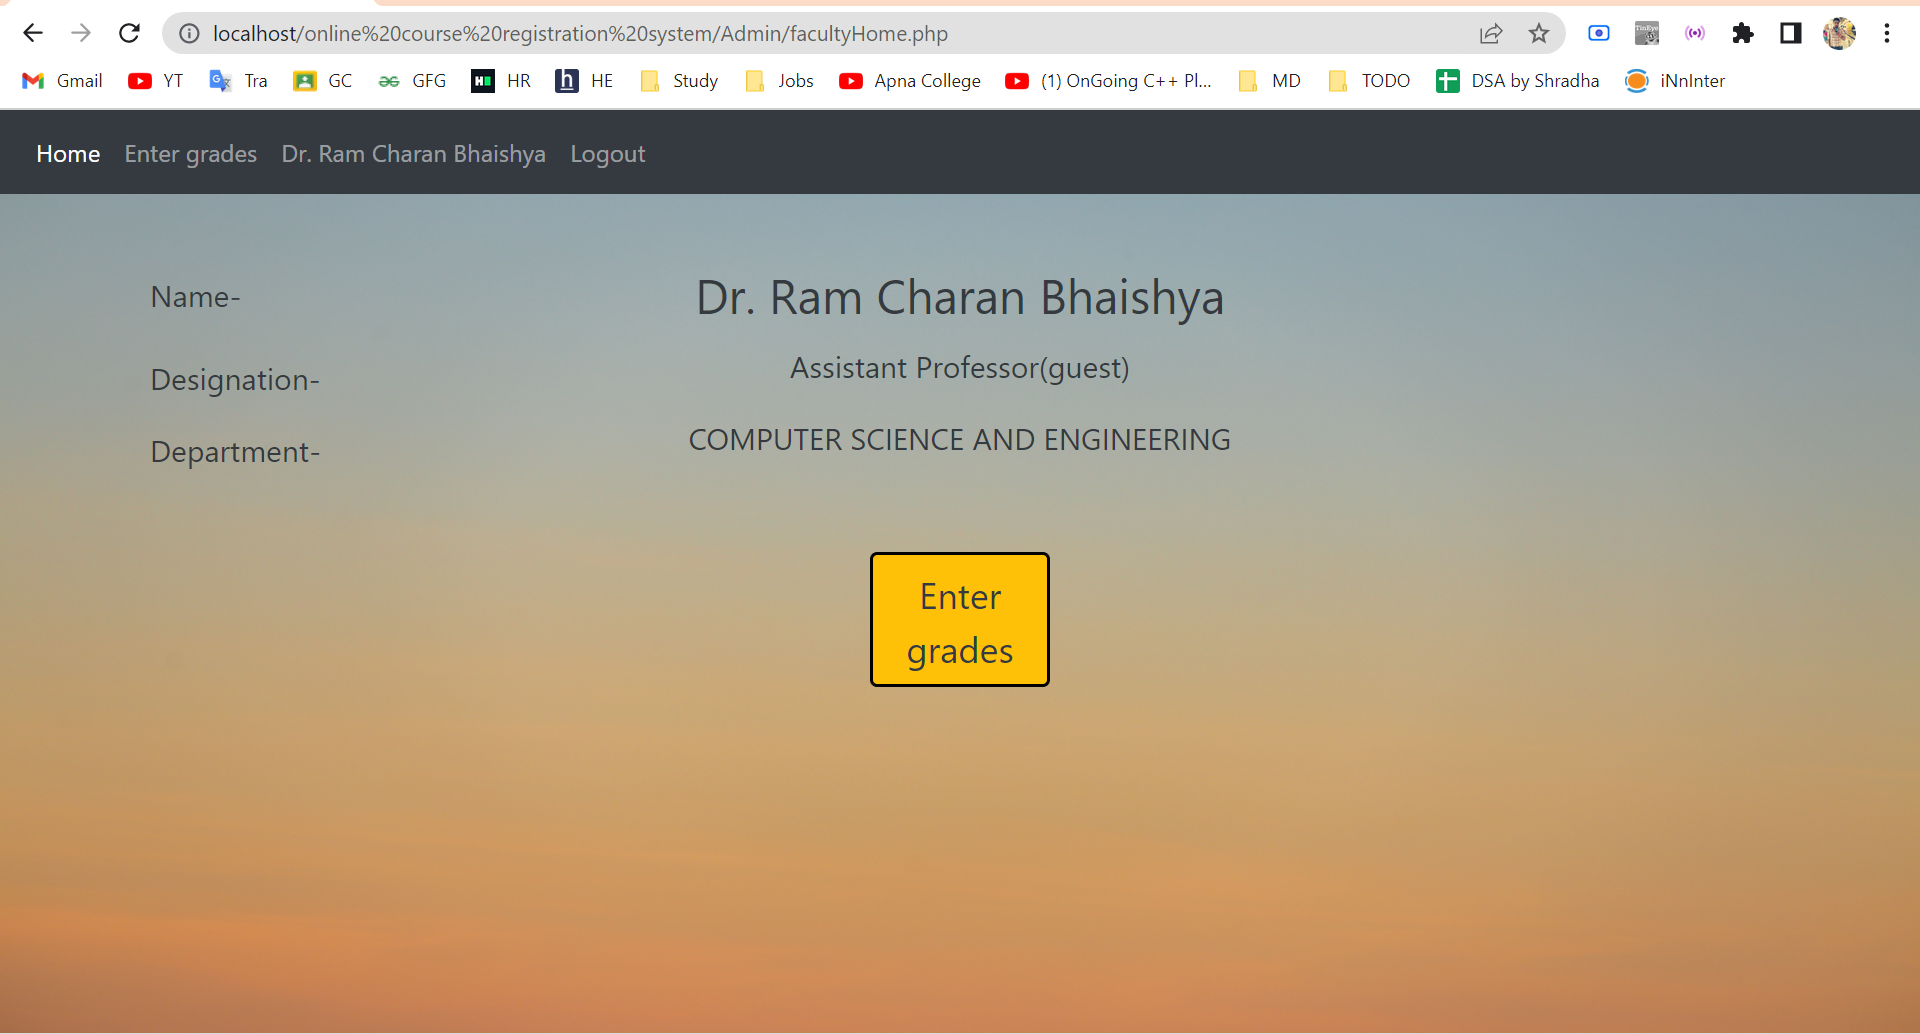 localhost/online%20course%20registration%20system/Admin/facultyHome.php
Gmail YT Tra GC GFG HR HE Study Jobs Apna College (1) OnGoing C++ Pl... MD TODO DSA by Shradha iNnInter
Home Enter grades Dr. Ram Charan Bhaishya Logout
Name- Dr. Ram Charan Bhaishya
Designation- Assistant Professor(guest)
Department- COMPUTER SCIENCE AND ENGINEERING
Enter
grades